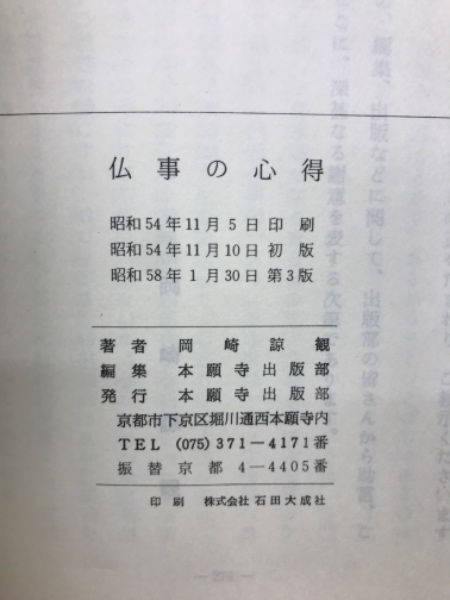 仏事の心得
昭和54年11月5日印刷
昭和54年11月10日初版
昭和58年1月30日第3版
著者 岡崎諒観
編集 本願寺出版部
発行 本願寺出版部
京都市下京区堀川通西本願寺内
TEL (075) 371－4171番
振替京都 4－4405番
印刷 株式会社 石田大成社